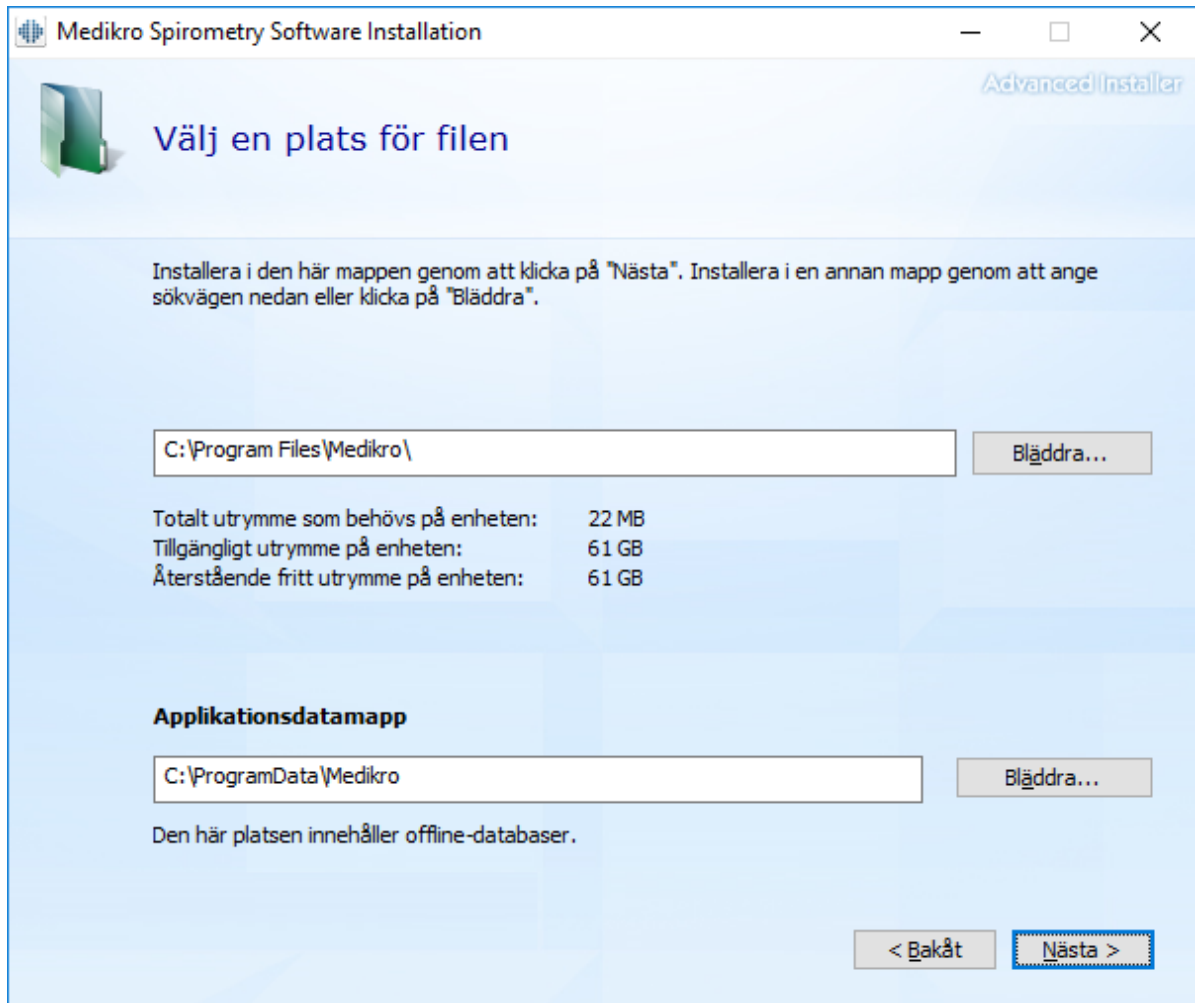 Medikro Spirometry Software Installation
Advanced Installer
Välj en plats för filen
Installera i den här mappen genom att klicka på "Nästa". Installera i en annan mapp genom att ange
sökvägen nedan eller klicka på "Bläddra".
C:\Program Files\Medikro\
Bläddra...
Totalt utrymme som behövs på enheten: 22 MB
Tillgängligt utrymme på enheten: 61 GB
Återstående fritt utrymme på enheten: 61 GB
Applikationsdatamapp
C:\ProgramData\Medikro
Bläddra...
Den här platsen innehåller offline-databaser.
< Bakåt
Nästa >